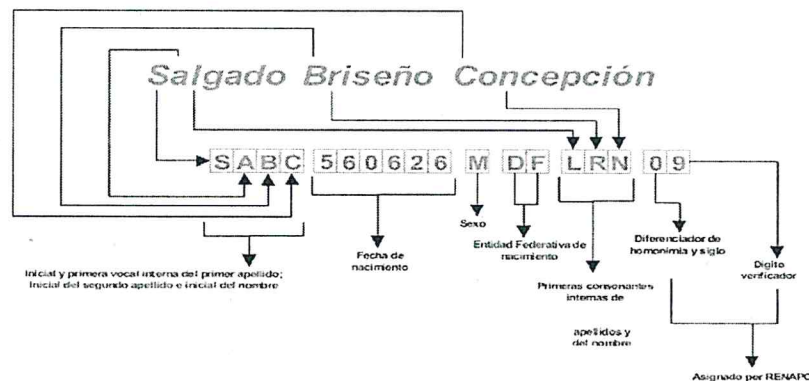 Salgado Briseño Concepción
SABC 560626 M DF LRN 09
Sexo
Fecha de
nacimiento
Entidad Federativa de
nacimiento
Diferenciador de
homonimia y siglo
Digito
verificador
Inicial y primera vocal interna del primer apellido;
Inicial del segundo apellido e inicial del nombre
Primeras consonantes
internas de
apellidos y
del nombre
Asignado por RENAPO